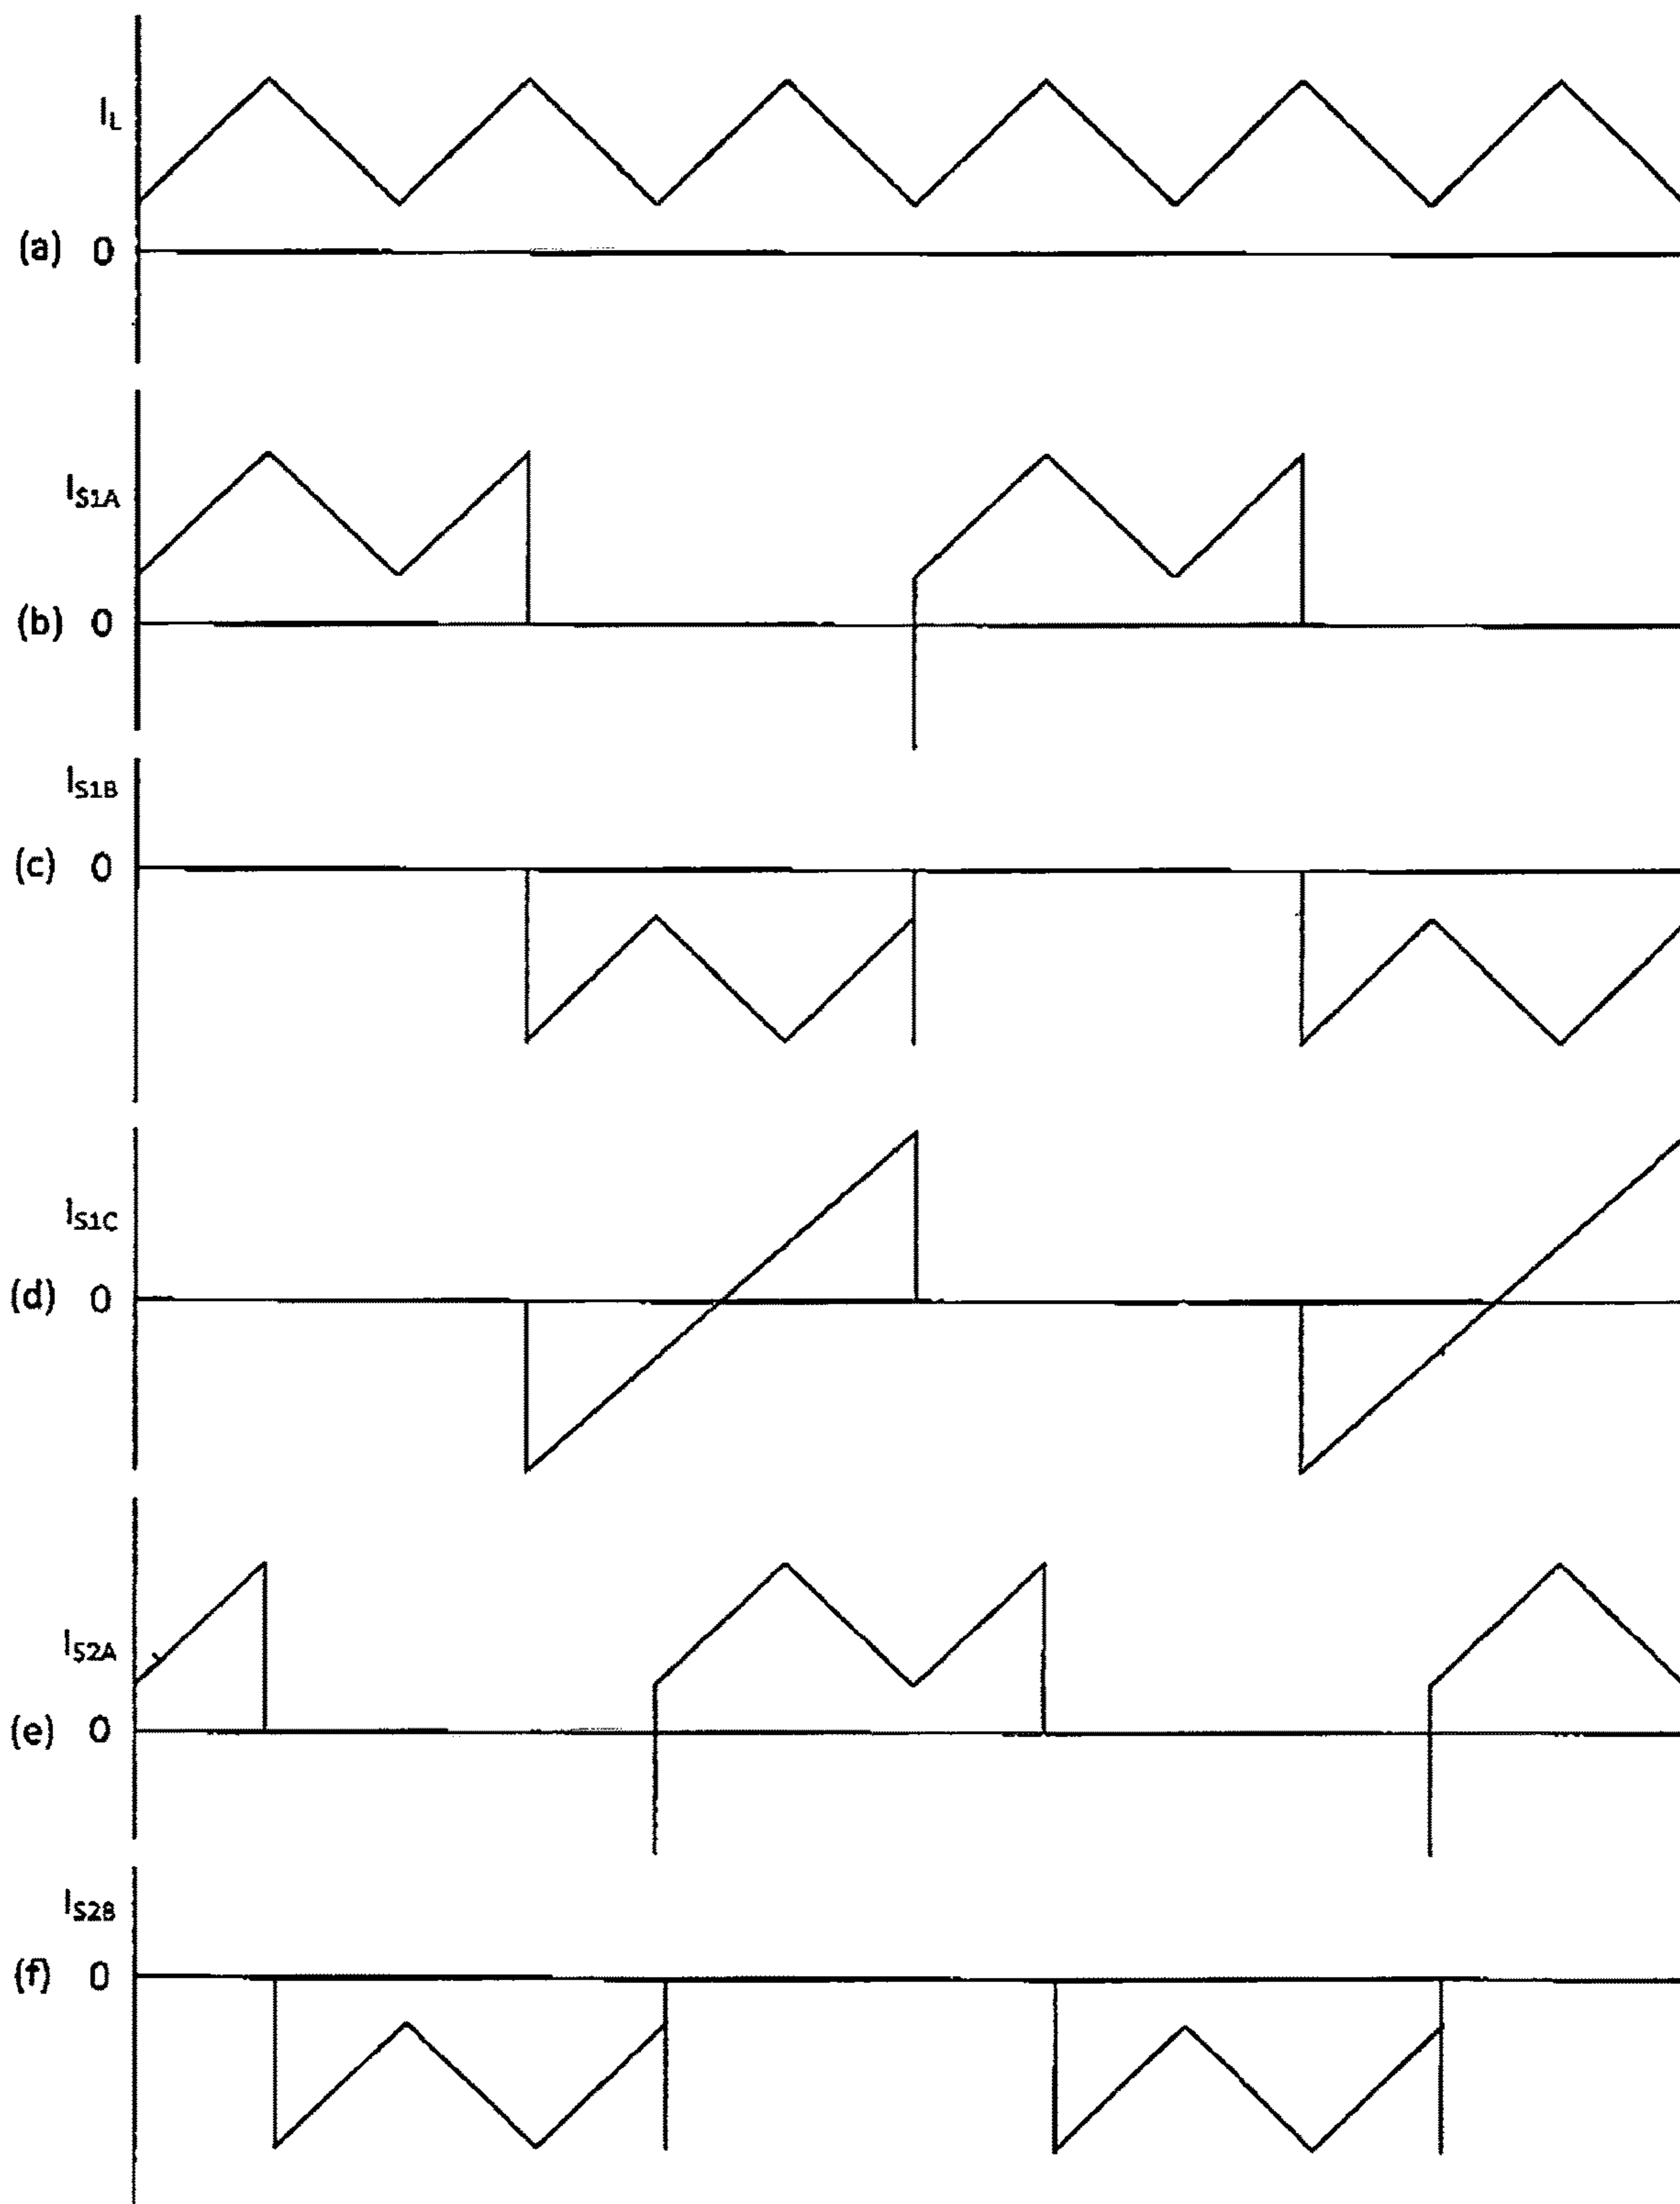 I_L
(a) 0
I_S1A
(b) 0
I_S1B
(c) 0
I_S1C
(d) 0
I_S2A
(e) 0
I_S2B
(f) 0